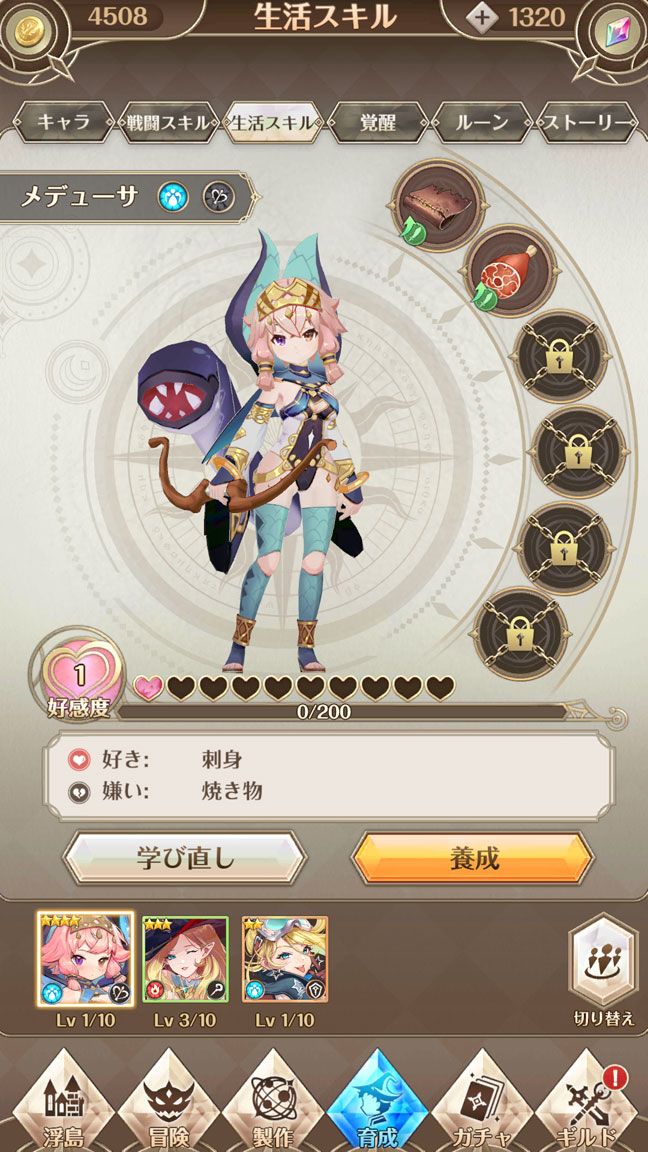 4508
生活スキル
1320
キャラ
戦闘スキル
生活スキル
覚醒
ルーン
ストーリー
メデューサ
1
好感度
0/200
好き: 刺身
嫌い: 焼き物
学び直し
養成
Lv 1/10
Lv 3/10
Lv 1/10
切り替え
浮島
冒険
製作
育成
ガチャ
ギルド